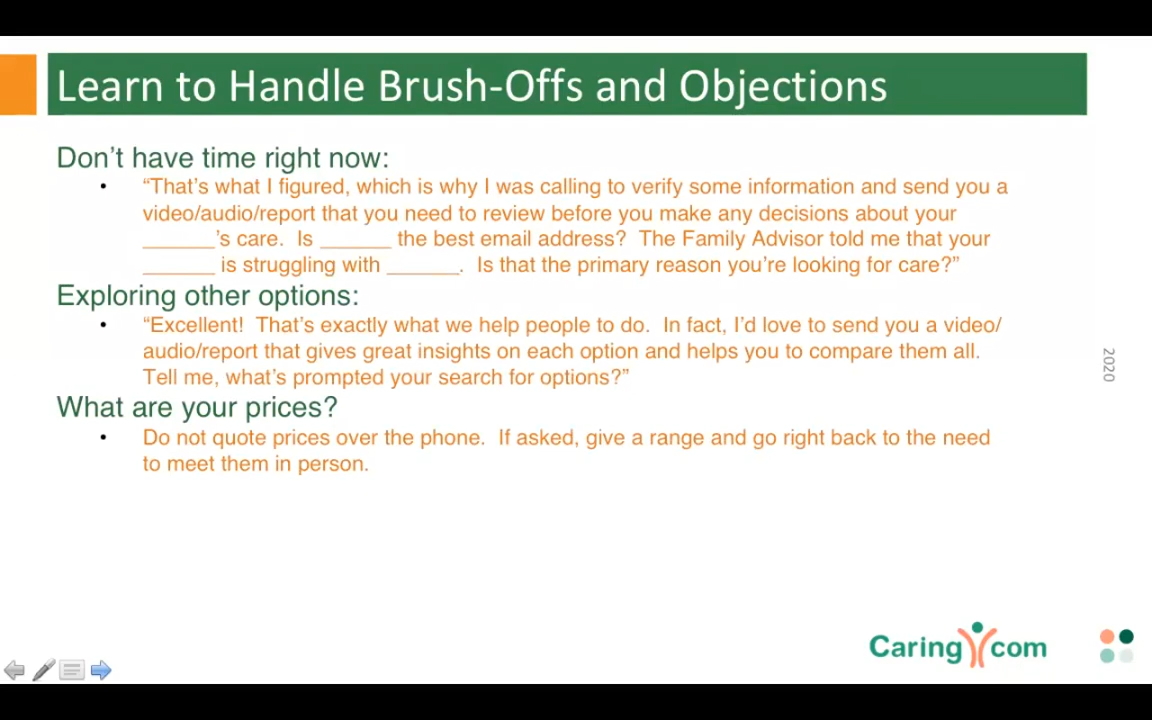 Learn to Handle Brush-Offs and Objections
Don’t have time right now:
• “That’s what I figured, which is why I was calling to verify some information and send you a
video/audio/report that you need to review before you make any decisions about your
______’s care.  Is ______ the best email address?  The Family Advisor told me that your
______ is struggling with ______.  Is that the primary reason you’re looking for care?”
Exploring other options:
• “Excellent!  That’s exactly what we help people to do.  In fact, I’d love to send you a video/
audio/report that gives great insights on each option and helps you to compare them all.
Tell me, what’s prompted your search for options?”
What are your prices?
• Do not quote prices over the phone.  If asked, give a range and go right back to the need
to meet them in person.
2020
Caring com